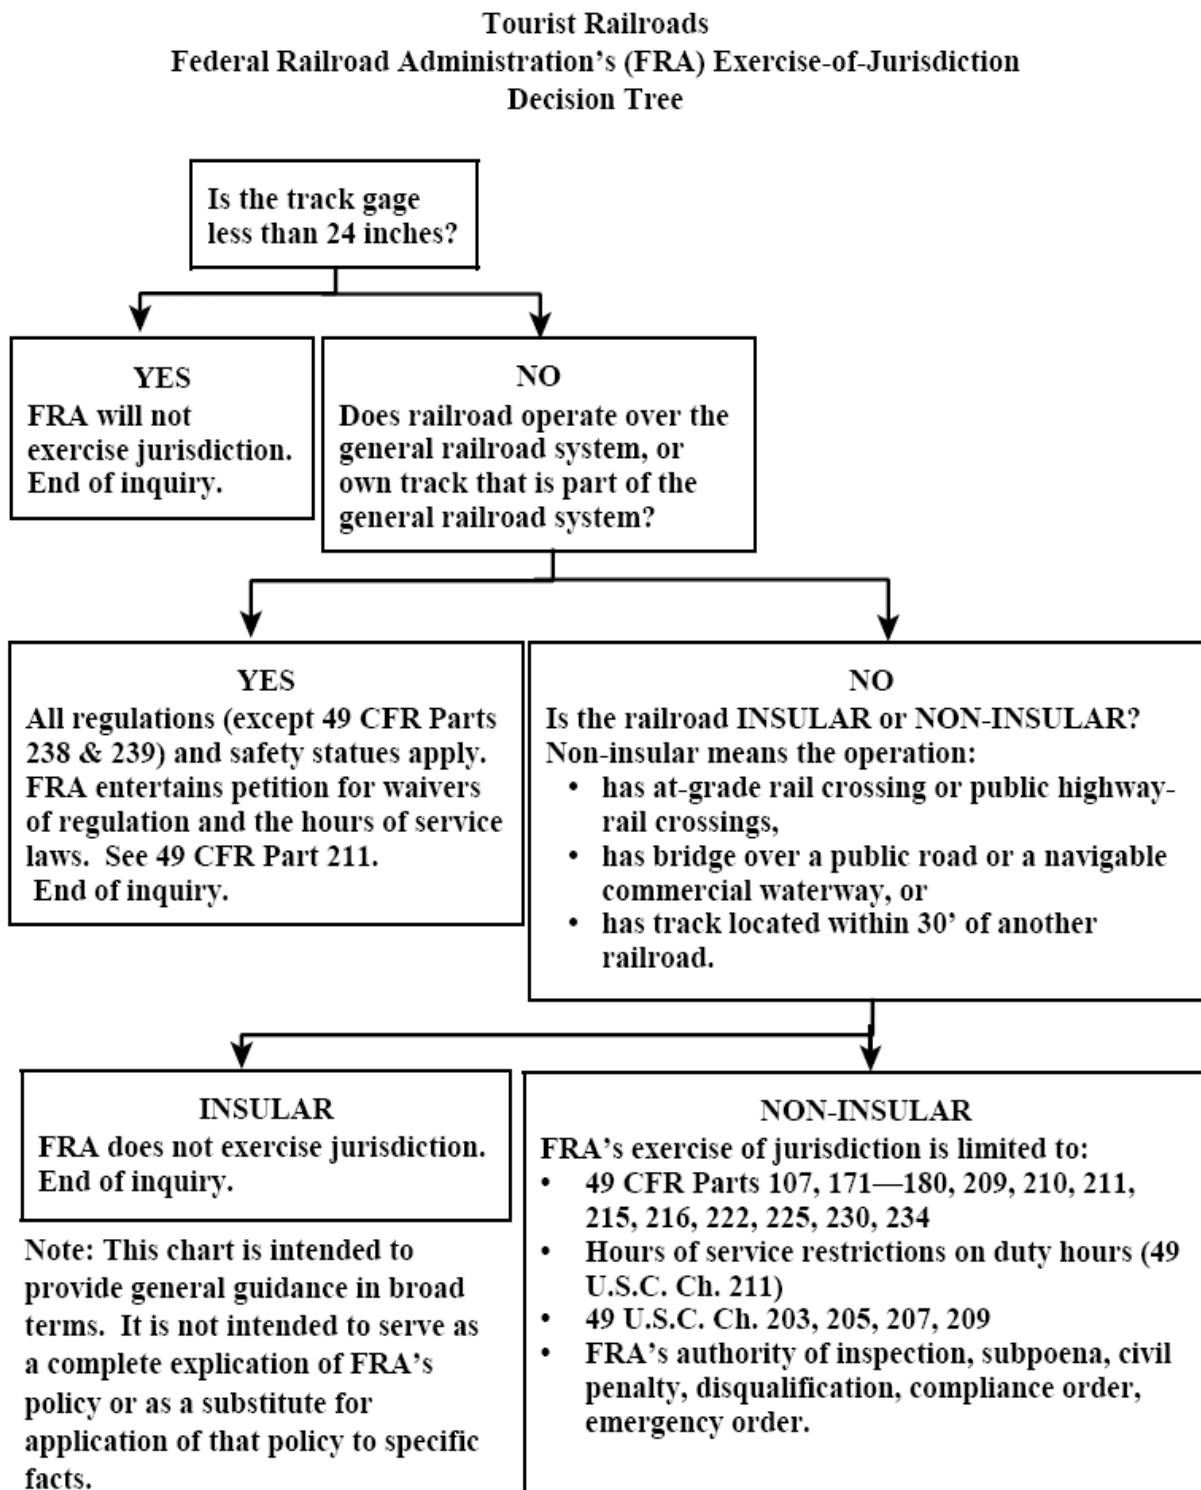 Tourist Railroads
Federal Railroad Administration's (FRA) Exercise-of-Jurisdiction
Decision Tree
Is the track gage
less than 24 inches?
YES
FRA will not
exercise jurisdiction.
End of inquiry.
NO
Does railroad operate over the
general railroad system, or
own track that is part of the
general railroad system?
YES
All regulations (except 49 CFR Parts
238 & 239) and safety statues apply.
FRA entertains petition for waivers
of regulation and the hours of service
laws.  See 49 CFR Part 211.
End of inquiry.
NO
Is the railroad INSULAR or NON-INSULAR?
Non-insular means the operation:
• has at-grade rail crossing or public highway-
rail crossings,
• has bridge over a public road or a navigable
commercial waterway, or
• has track located within 30' of another
railroad.
INSULAR
FRA does not exercise jurisdiction.
End of inquiry.
Note: This chart is intended to
provide general guidance in broad
terms.  It is not intended to serve as
a complete explication of FRA's
policy or as a substitute for
application of that policy to specific
facts.
NON-INSULAR
FRA's exercise of jurisdiction is limited to:
• 49 CFR Parts 107, 171—180, 209, 210, 211,
215, 216, 222, 225, 230, 234
• Hours of service restrictions on duty hours (49
U.S.C. Ch. 211)
• 49 U.S.C. Ch. 203, 205, 207, 209
• FRA's authority of inspection, subpoena, civil
penalty, disqualification, compliance order,
emergency order.